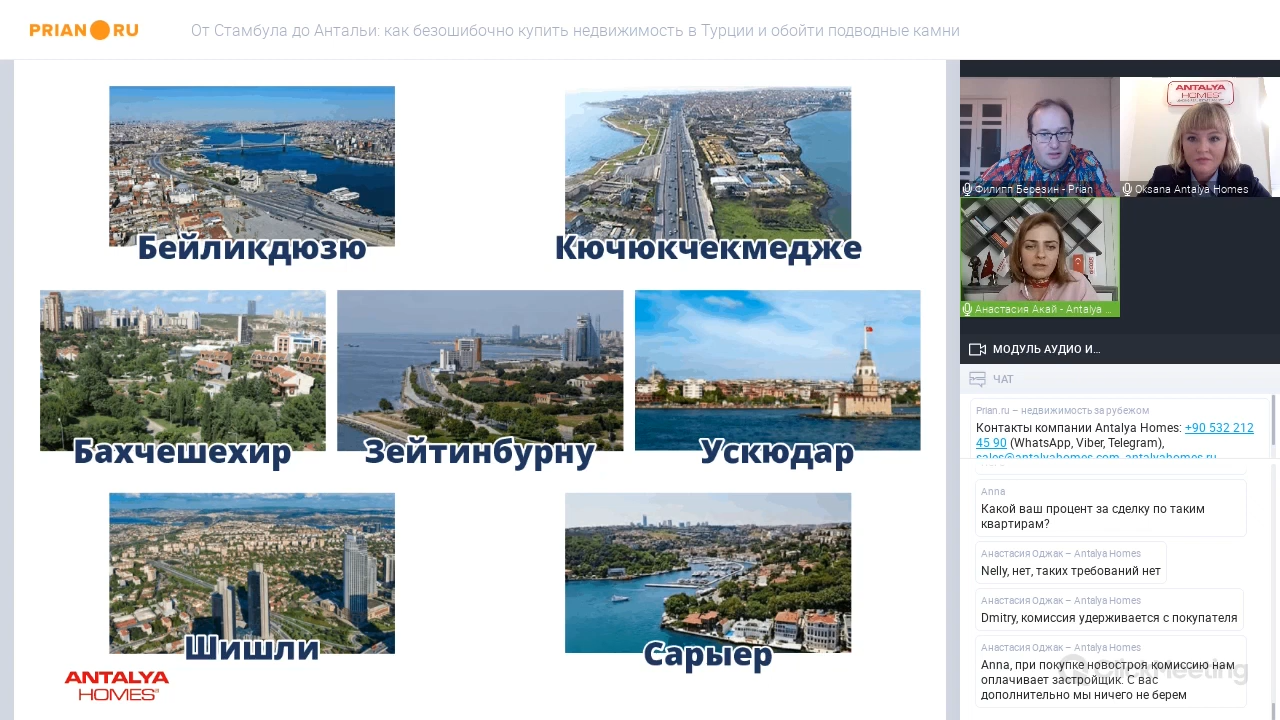 PRIAN RU
От Стамбула до Антальи: как безошибочно купить недвижимость в Турции и обойти подводные камни
Бейликдюзю
Кючюкчекмедже
Бахчешехир
Зейтинбурну
Ускюдар
Шишли
Сарыер
ANTALYA
HOMES
ANTALYA
HOMES
Филипп Березин - Prian
Oksana Antalya Homes
Анастасия Акай - Antalya ...
МОДУЛЬ АУДИО И...
ЧАТ
Prian.ru – недвижимость за рубежом
Контакты компании Antalya Homes: +90 532 212
45 90 (WhatsApp, Viber, Telegram),
sales@antalyahomes.com, antalyahomes.ru
Anna
Какой ваш процент за сделку по таким
квартирам?
Анастасия Оджак – Antalya Homes
Nelly, нет, таких требований нет
Анастасия Оджак – Antalya Homes
Dmitry, комиссия удерживается с покупателя
Анастасия Оджак – Antalya Homes
Anna, при покупке новостроя комиссию нам
оплачивает застройщик. С вас
дополнительно мы ничего не берем
ClickMeeting